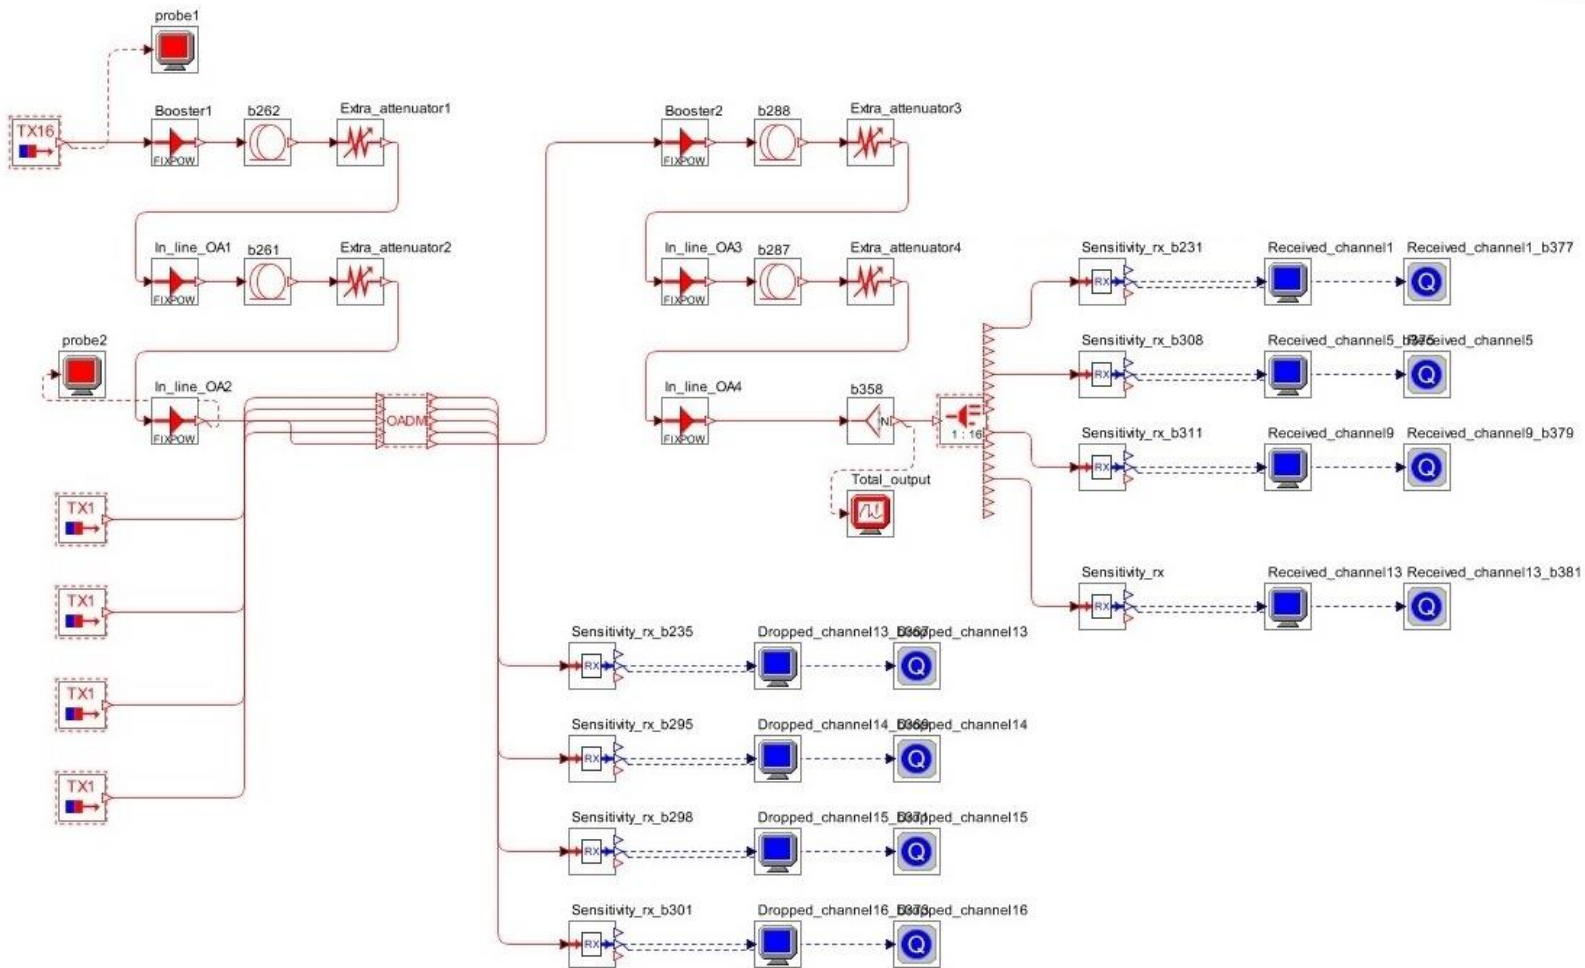 probe1
TX16
Booster1
b262
Extra_attenuator1
FIXPOW
Booster2
b288
Extra_attenuator3
FIXPOW
In_line_OA1
b261
Extra_attenuator2
FIXPOW
In_line_OA3
b287
Extra_attenuator4
FIXPOW
Sensitivity_rx_b231
Received_channel1
Received_channel1_b377
RX
Q
probe2
In_line_OA2
FIXPOW
OADM
In_line_OA4
FIXPOW
b358
N
1 : 16
Total_output
Sensitivity_rx_b308
Received_channel5
RX
Q
Sensitivity_rx_b311
Received_channel9
Received_channel9_b379
RX
Q
Sensitivity_rx
Received_channel13
Received_channel13_b381
RX
Q
TX1
TX1
TX1
TX1
Sensitivity_rx_b235
Dropped_channel13
RX
Q
Sensitivity_rx_b295
Dropped_channel14
RX
Q
Sensitivity_rx_b298
Dropped_channel15
RX
Q
Sensitivity_rx_b301
Dropped_channel16
RX
Q